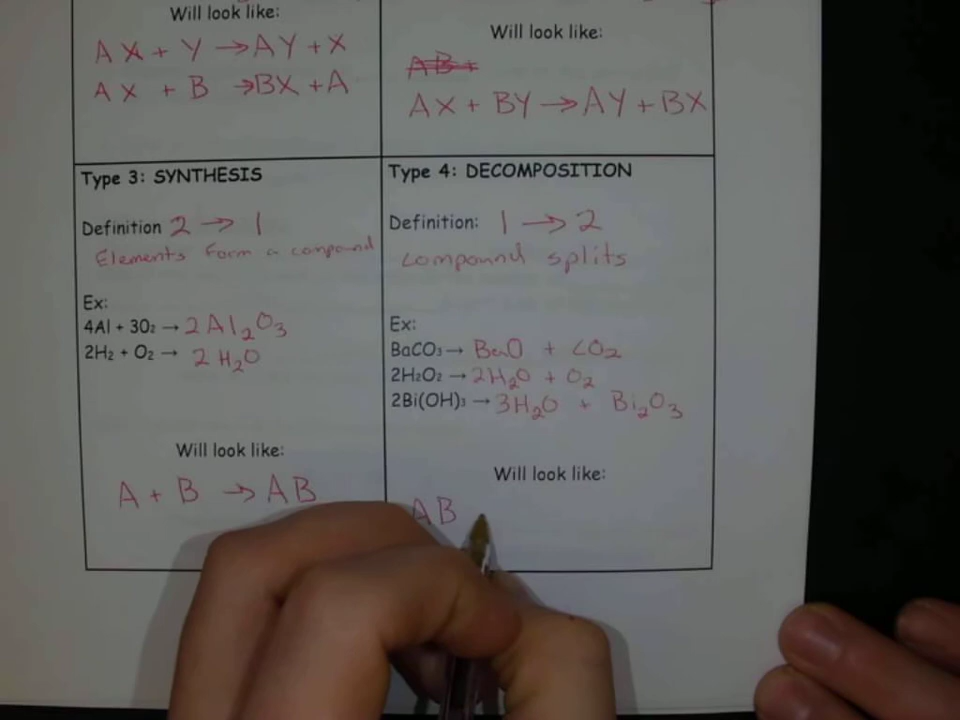 Will look like:
AX + Y → AY + X
AX + B → BX + A
Will look like:
AB +
AX + BY → AY + BX
Type 3: SYNTHESIS
Definition 2 → 1
Elements form a compound
Ex:
4Al + 3O₂ → 2Al₂O₃
2H₂ + O₂ → 2H₂O
Will look like:
A + B → AB
Type 4: DECOMPOSITION
Definition: 1 → 2
compound splits
Ex:
BaCO₃ → BaO + CO₂
2H₂O₂ → 2H₂O + O₂
2Bi(OH)₃ → 3H₂O + Bi₂O₃
Will look like:
AB